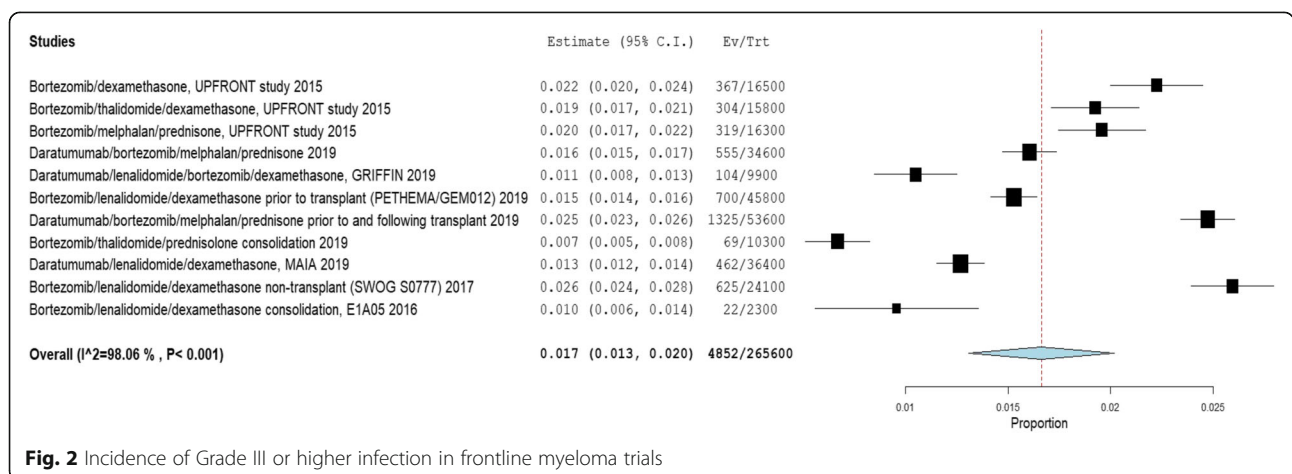 Studies Estimate (95% C.I.) Ev/Trt
Bortezomib/dexamethasone, UPFRONT study 2015 0.022 (0.020, 0.024) 367/16500
Bortezomib/thalidomide/dexamethasone, UPFRONT study 2015 0.019 (0.017, 0.021) 304/15800
Bortezomib/melphalan/prednisone, UPFRONT study 2015 0.020 (0.017, 0.022) 319/16300
Daratumumab/bortezomib/melphalan/prednisone 2019 0.016 (0.015, 0.017) 555/34600
Daratumumab/lenalidomide/bortezomib/dexamethasone, GRIFFIN 2019 0.011 (0.008, 0.013) 104/9900
Bortezomib/lenalidomide/dexamethasone prior to transplant (PETHEMA/GEM012) 2019 0.015 (0.014, 0.016) 700/45800
Daratumumab/bortezomib/melphalan/prednisone prior to and following transplant 2019 0.025 (0.023, 0.026) 1325/53600
Bortezomib/thalidomide/prednisolone consolidation 2019 0.007 (0.005, 0.008) 69/10300
Daratumumab/lenalidomide/dexamethasone, MAIA 2019 0.013 (0.012, 0.014) 462/36400
Bortezomib/lenalidomide/dexamethasone non-transplant (SWOG S0777) 2017 0.026 (0.024, 0.028) 625/24100
Bortezomib/lenalidomide/dexamethasone consolidation, E1A05 2016 0.010 (0.006, 0.014) 22/2300
Overall (I^2=98.06 % , P< 0.001) 0.017 (0.013, 0.020) 4852/265600
0.01 0.015 0.02 0.025
Proportion
Fig. 2 Incidence of Grade III or higher infection in frontline myeloma trials